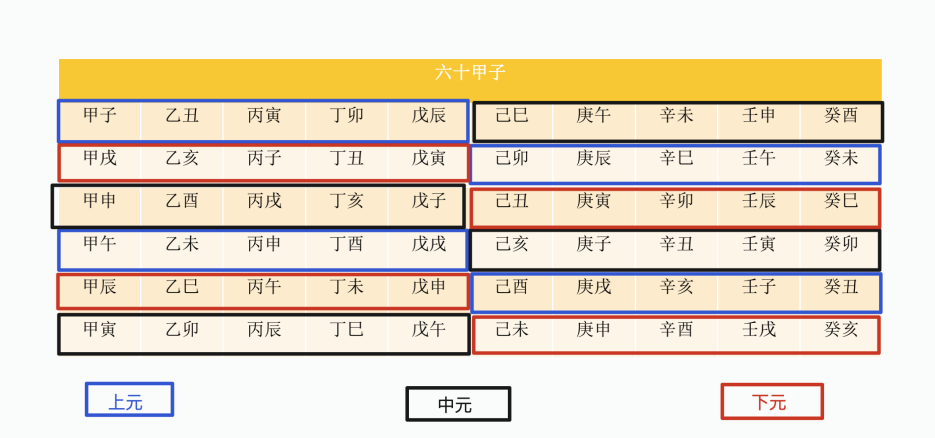 六十甲子
甲子 乙丑 丙寅 丁卯 戊辰 己巳 庚午 辛未 壬申 癸酉
甲戌 乙亥 丙子 丁丑 戊寅 己卯 庚辰 辛巳 壬午 癸未
甲申 乙酉 丙戌 丁亥 戊子 己丑 庚寅 辛卯 壬辰 癸巳
甲午 乙未 丙申 丁酉 戊戌 己亥 庚子 辛丑 壬寅 癸卯
甲辰 乙巳 丙午 丁未 戊申 己酉 庚戌 辛亥 壬子 癸丑
甲寅 乙卯 丙辰 丁巳 戊午 己未 庚申 辛酉 壬戌 癸亥
上元 中元 下元